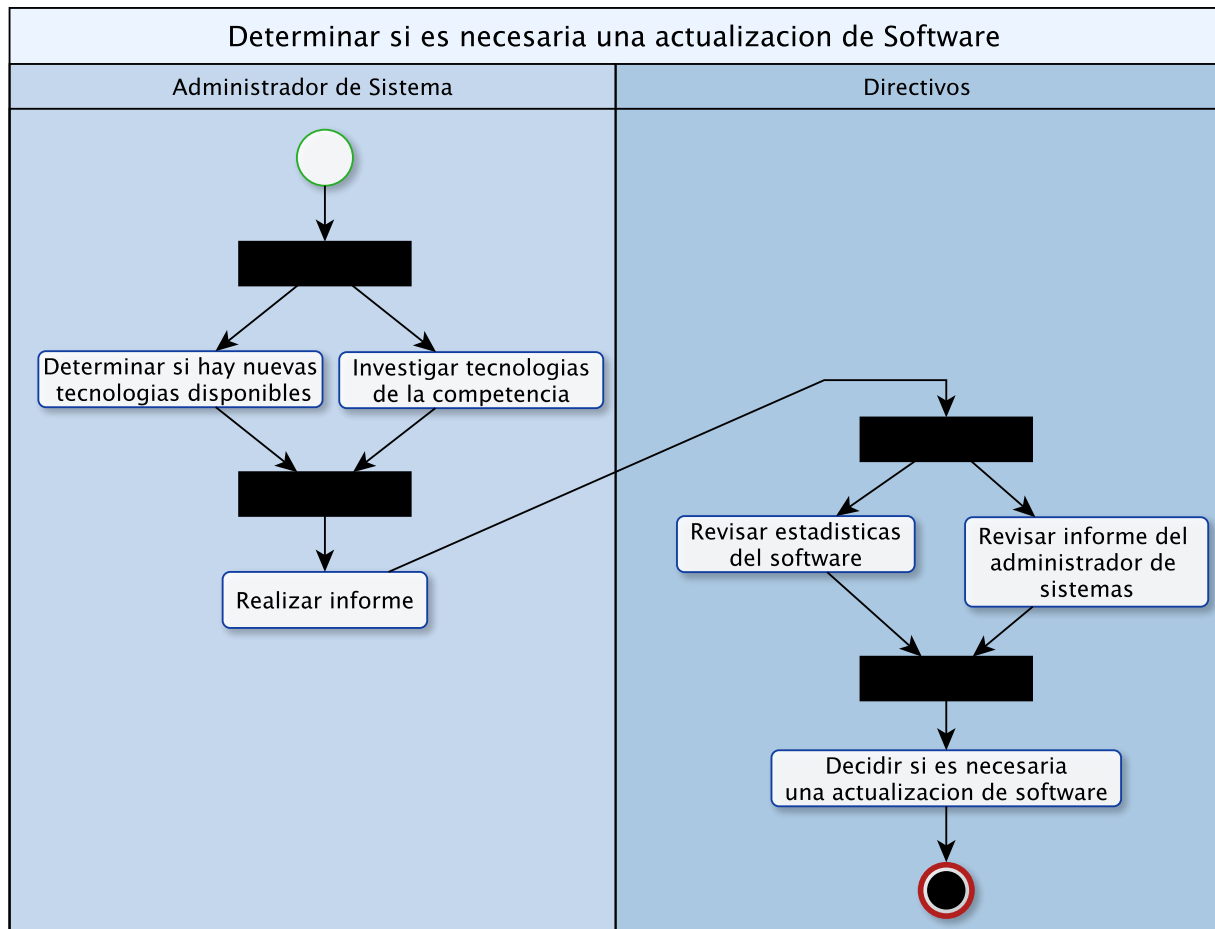 Determinar si es necesaria una actualizacion de Software
Administrador de Sistema
Directivos
Determinar si hay nuevas
tecnologias disponibles
Investigar tecnologias
de la competencia
Realizar informe
Revisar estadisticas
del software
Revisar informe del
administrador de
sistemas
Decidir si es necesaria
una actualizacion de software